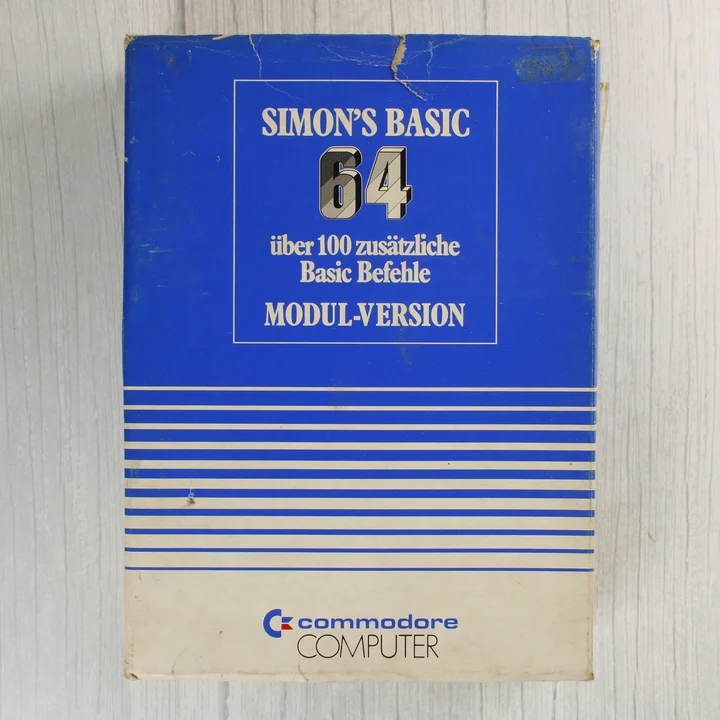 SIMON'S BASIC
64
über 100 zusätzliche
Basic Befehle
MODUL-VERSION
commodore
COMPUTER